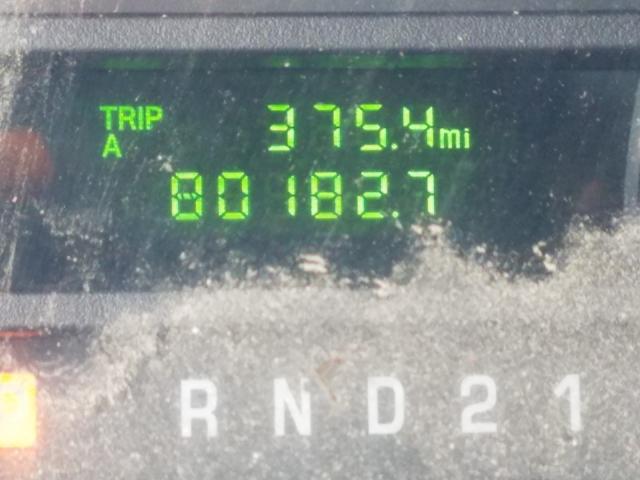 TRIP 375.4mi
A
80182.7
P R N D 2 1